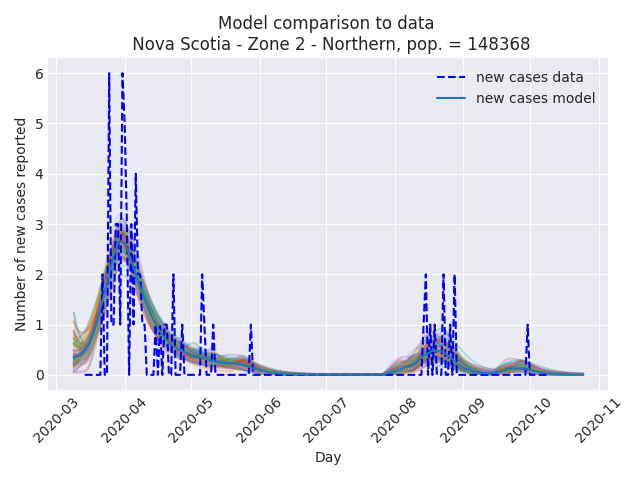 Model comparison to data
Nova Scotia - Zone 2 - Northern, pop. = 148368
new cases data
new cases model
Number of new cases reported
6
5
4
3
2
1
0
2020-03
2020-04
2020-05
2020-06
2020-07
2020-08
2020-09
2020-10
2020-11
Day